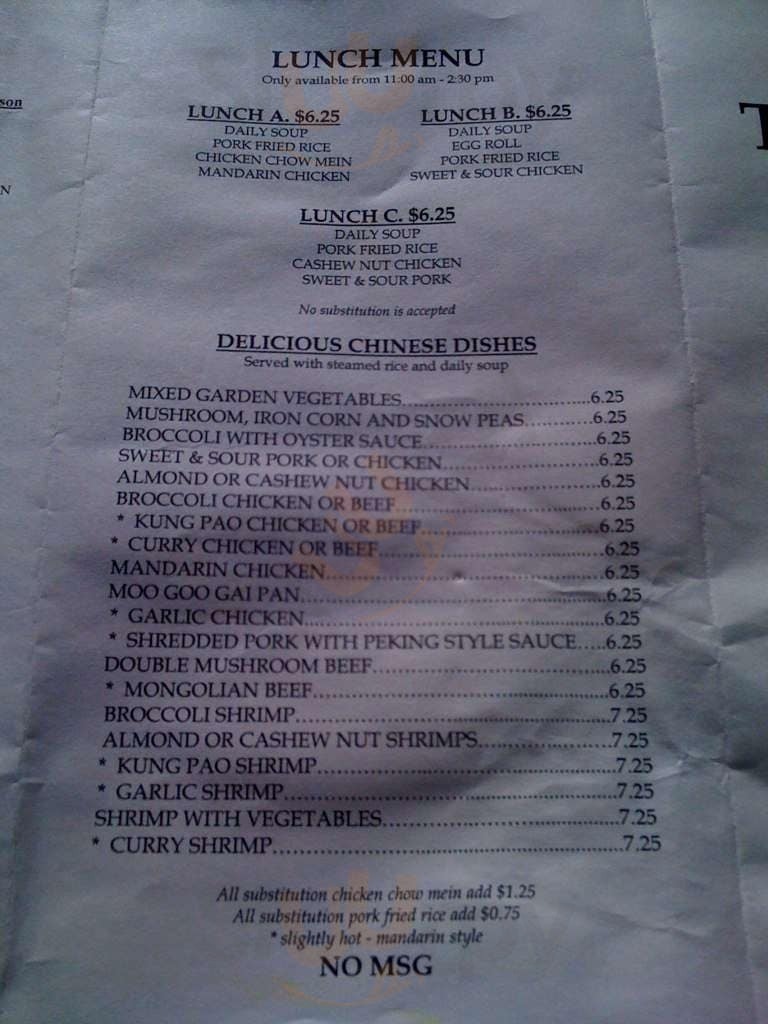 LUNCH MENU
Only available from 11:00 am - 2:30 pm
LUNCH A. $6.25
DAILY SOUP
PORK FRIED RICE
CHICKEN CHOW MEIN
MANDARIN CHICKEN
LUNCH B. $6.25
DAILY SOUP
EGG ROLL
PORK FRIED RICE
SWEET & SOUR CHICKEN
LUNCH C. $6.25
DAILY SOUP
PORK FRIED RICE
CASHEW NUT CHICKEN
SWEET & SOUR PORK
No substitution is accepted
DELICIOUS CHINESE DISHES
Served with steamed rice and daily soup
MIXED GARDEN VEGETABLES..............................6.25
MUSHROOM, IRON CORN AND SNOW PEAS............6.25
BROCCOLI WITH OYSTER SAUCE............................6.25
SWEET & SOUR PORK OR CHICKEN.........................6.25
ALMOND OR CASHEW NUT CHICKEN.....................6.25
BROCCOLI CHICKEN OR BEEF.................................6.25
* KUNG PAO CHICKEN OR BEEF.............................6.25
* CURRY CHICKEN OR BEEF....................................6.25
MANDARIN CHICKEN...........................................6.25
MOO GOO GAI PAN...............................................6.25
* GARLIC CHICKEN...............................................6.25
* SHREDDED PORK WITH PEKING STYLE SAUCE.....6.25
DOUBLE MUSHROOM BEEF.....................................6.25
* MONGOLIAN BEEF..............................................6.25
BROCCOLI SHRIMP.................................................7.25
ALMOND OR CASHEW NUT SHRIMPS.....................7.25
* KUNG PAO SHRIMP.............................................7.25
* GARLIC SHRIMP...................................................7.25
SHRIMP WITH VEGETABLES...................................7.25
* CURRY SHRIMP....................................................7.25
All substitution chicken chow mein add $1.25
All substitution pork fried rice add $0.75
* slightly hot - mandarin style
NO MSG